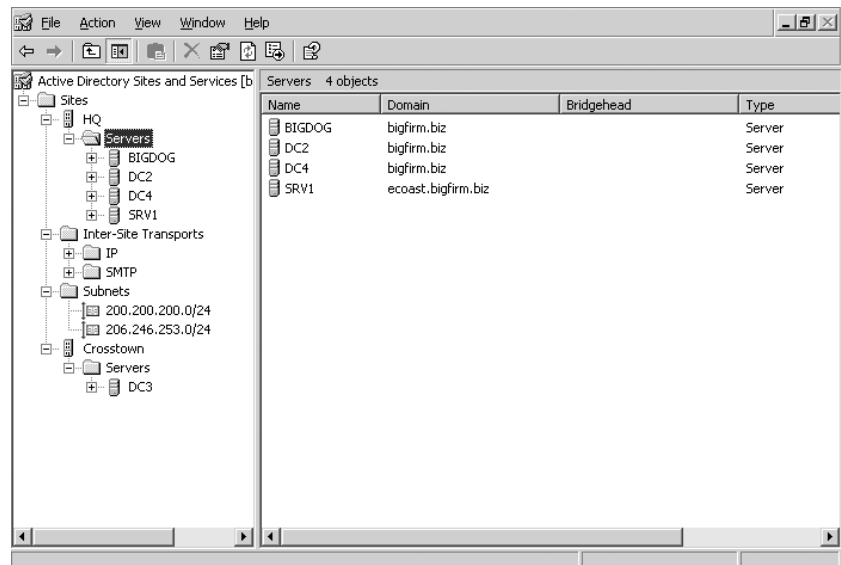 File Action View Window Help
Active Directory Sites and Services [b
Sites
HQ
Servers
BIGDOG
DC2
DC4
SRV1
Inter-Site Transports
IP
SMTP
Subnets
200.200.200.0/24
206.246.253.0/24
Crosstown
Servers
DC3
Servers 4 objects
Name Domain Bridgehead Type
BIGDOG bigfirm.biz Server
DC2 bigfirm.biz Server
DC4 bigfirm.biz Server
SRV1 ecoast.bigfirm.biz Server